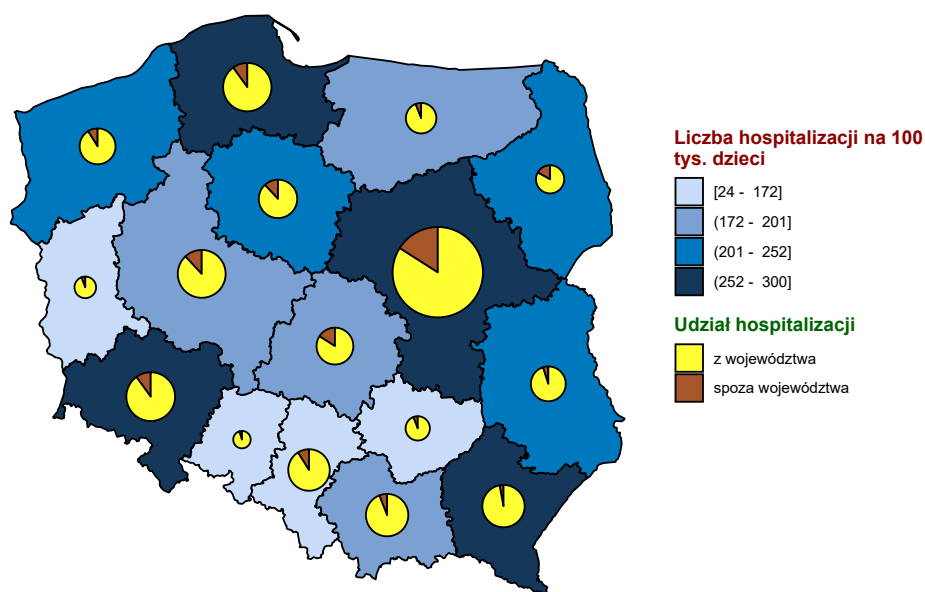 Liczba hospitalizacji na 100
tys. dzieci
[24 - 172]
(172 - 201]
(201 - 252]
(252 - 300]
Udział hospitalizacji
z województwa
spoza województwa